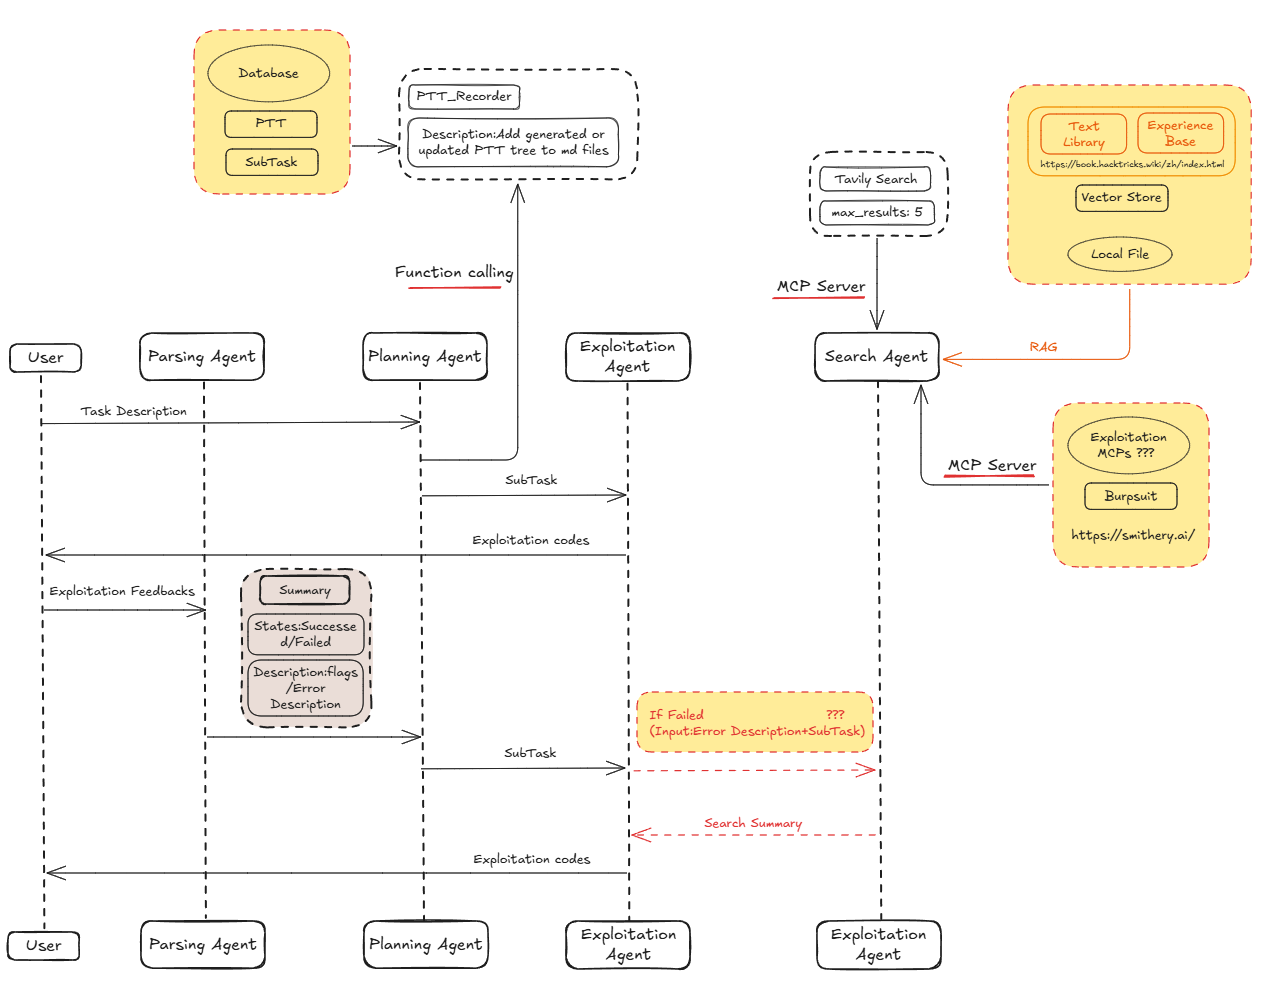 Database
PTT
SubTask
PTT_Recorder
Description:Add generated or
updated PTT tree to md files
Tavily Search
max_results: 5
Text
Library
Experience
Base
https://book.hacktricks.wiki/zh/index.html
Vector Store
Local File
Function calling
MCP Server
RAG
User
Parsing Agent
Planning Agent
Exploitation
Agent
Search Agent
Task Description
Exploitation
MCPs ???
Burpsuit
https://smithery.ai/
MCP Server
SubTask
Exploitation codes
Exploitation Feedbacks
Summary
States:Successe
d/Failed
Description:flags
/Error
Description
If Failed ???
(Input:Error Description+SubTask)
SubTask
Search Summary
Exploitation codes
User
Parsing Agent
Planning Agent
Exploitation
Agent
Exploitation
Agent